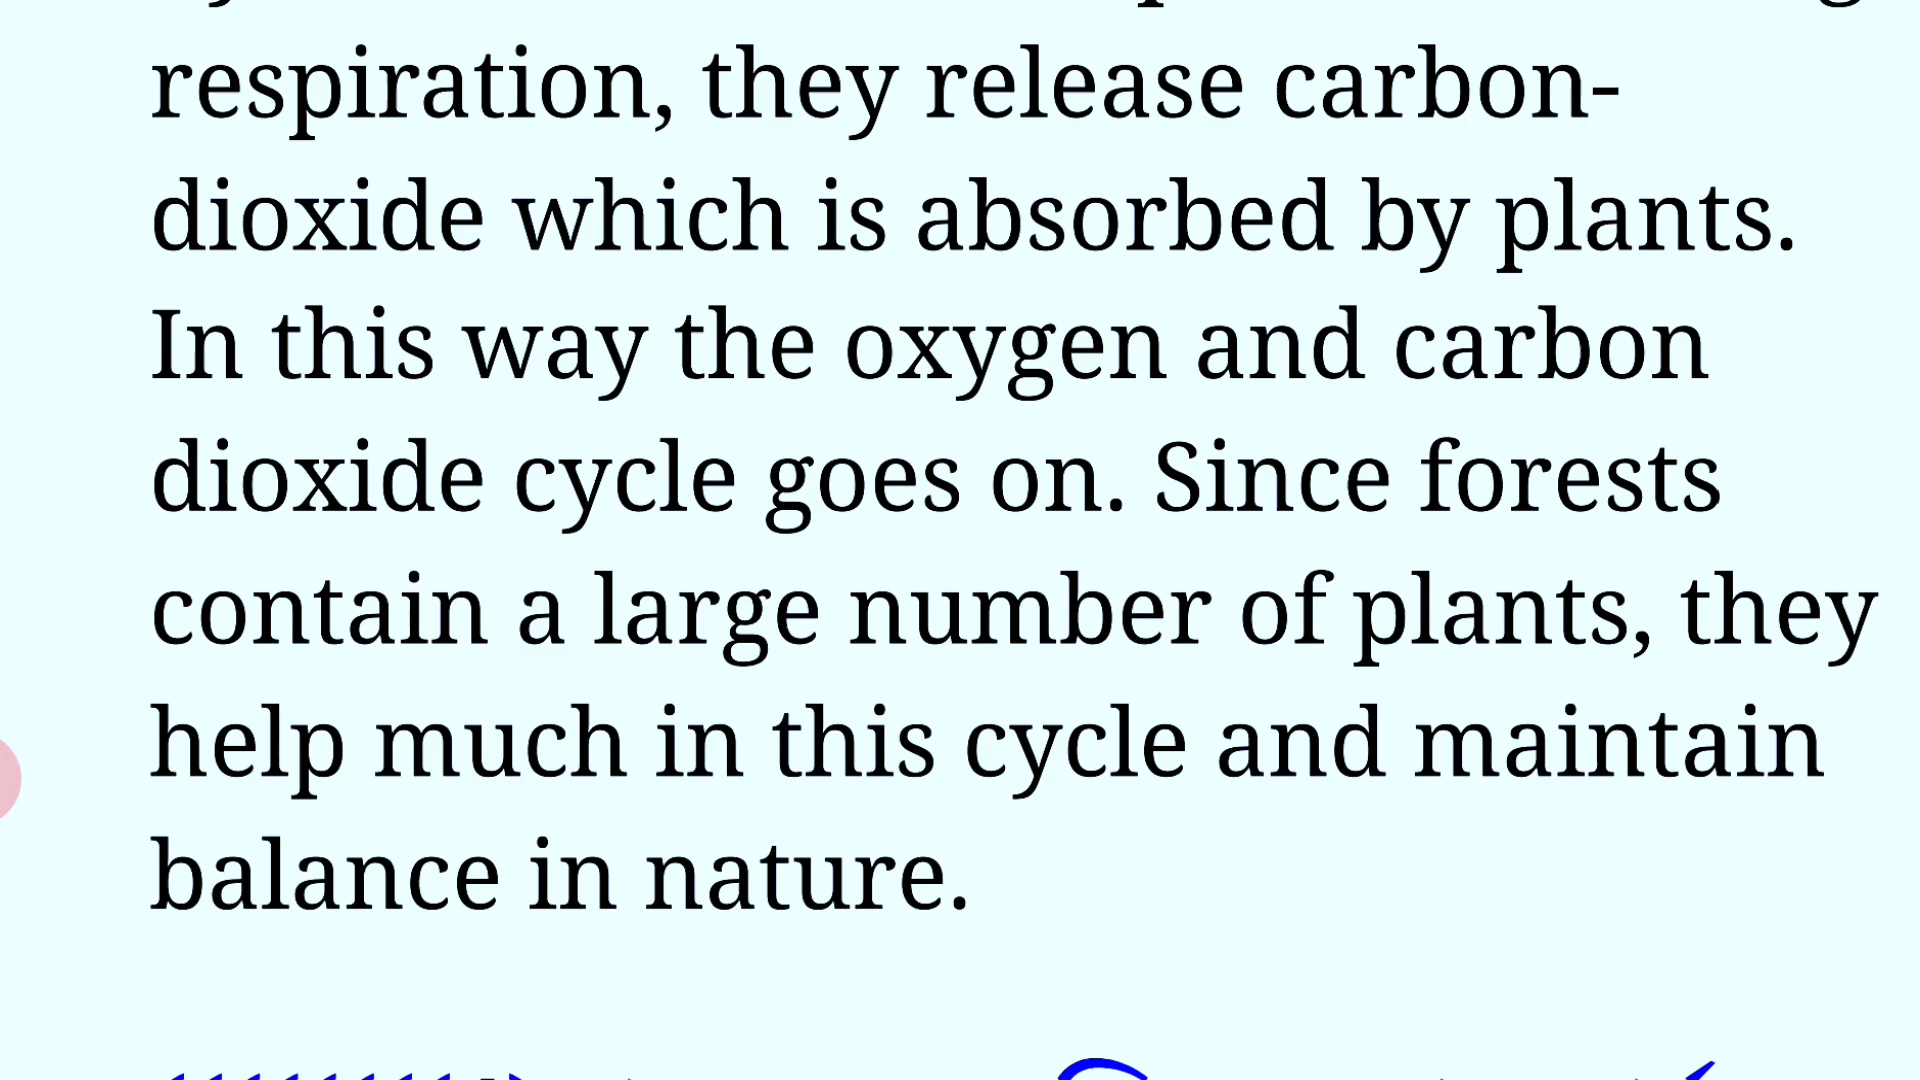 respiration, they release carbon-
dioxide which is absorbed by plants.
In this way the oxygen and carbon
dioxide cycle goes on. Since forests
contain a large number of plants, they
help much in this cycle and maintain
balance in nature.